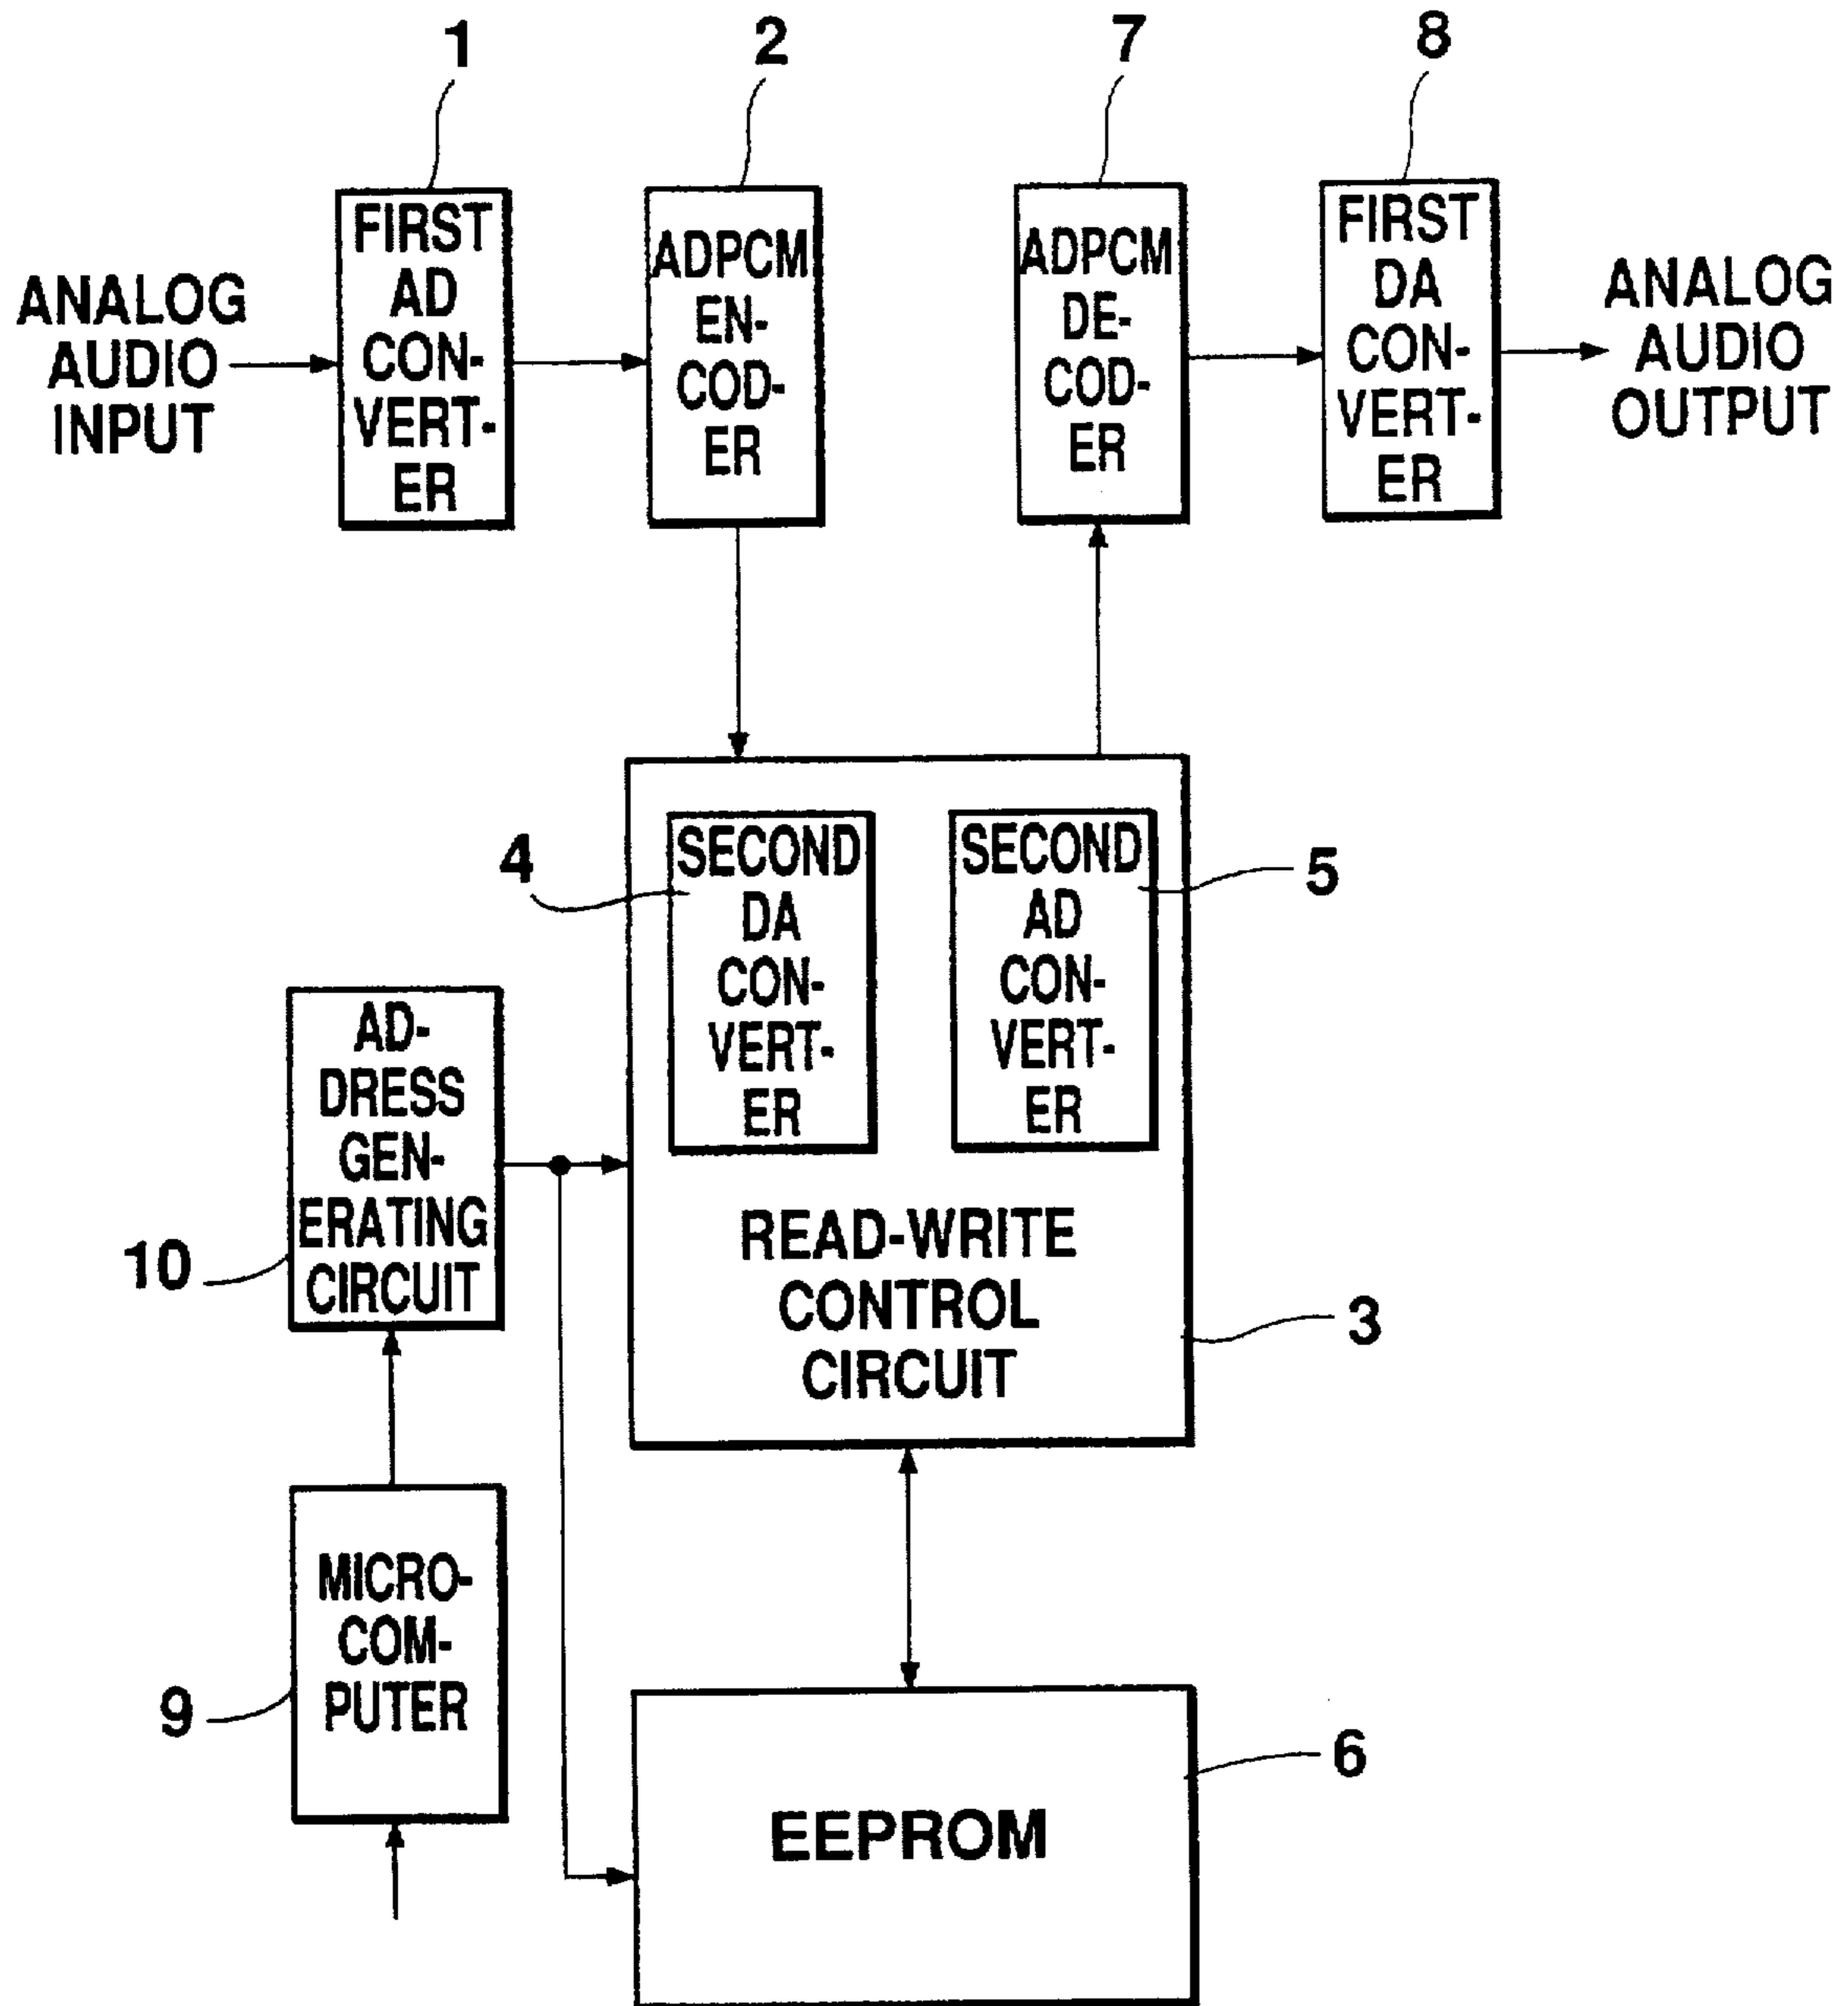 1
2
7
8
ANALOG
AUDIO
INPUT
FIRST
AD
CON-
VERT-
ER
ADPCM
EN-
COD-
ER
ADPCM
DE-
COD-
ER
FIRST
DA
CON-
VERT-
ER
ANALOG
AUDIO
OUTPUT
4
SECOND
DA
CON-
VERT-
ER
SECOND
AD
CON-
VERT-
ER
5
AD-
DRESS
GEN-
ERATING
CIRCUIT
10
READ-WRITE
CONTROL
CIRCUIT
3
MICRO-
COM-
PUTER
9
EEPROM
6